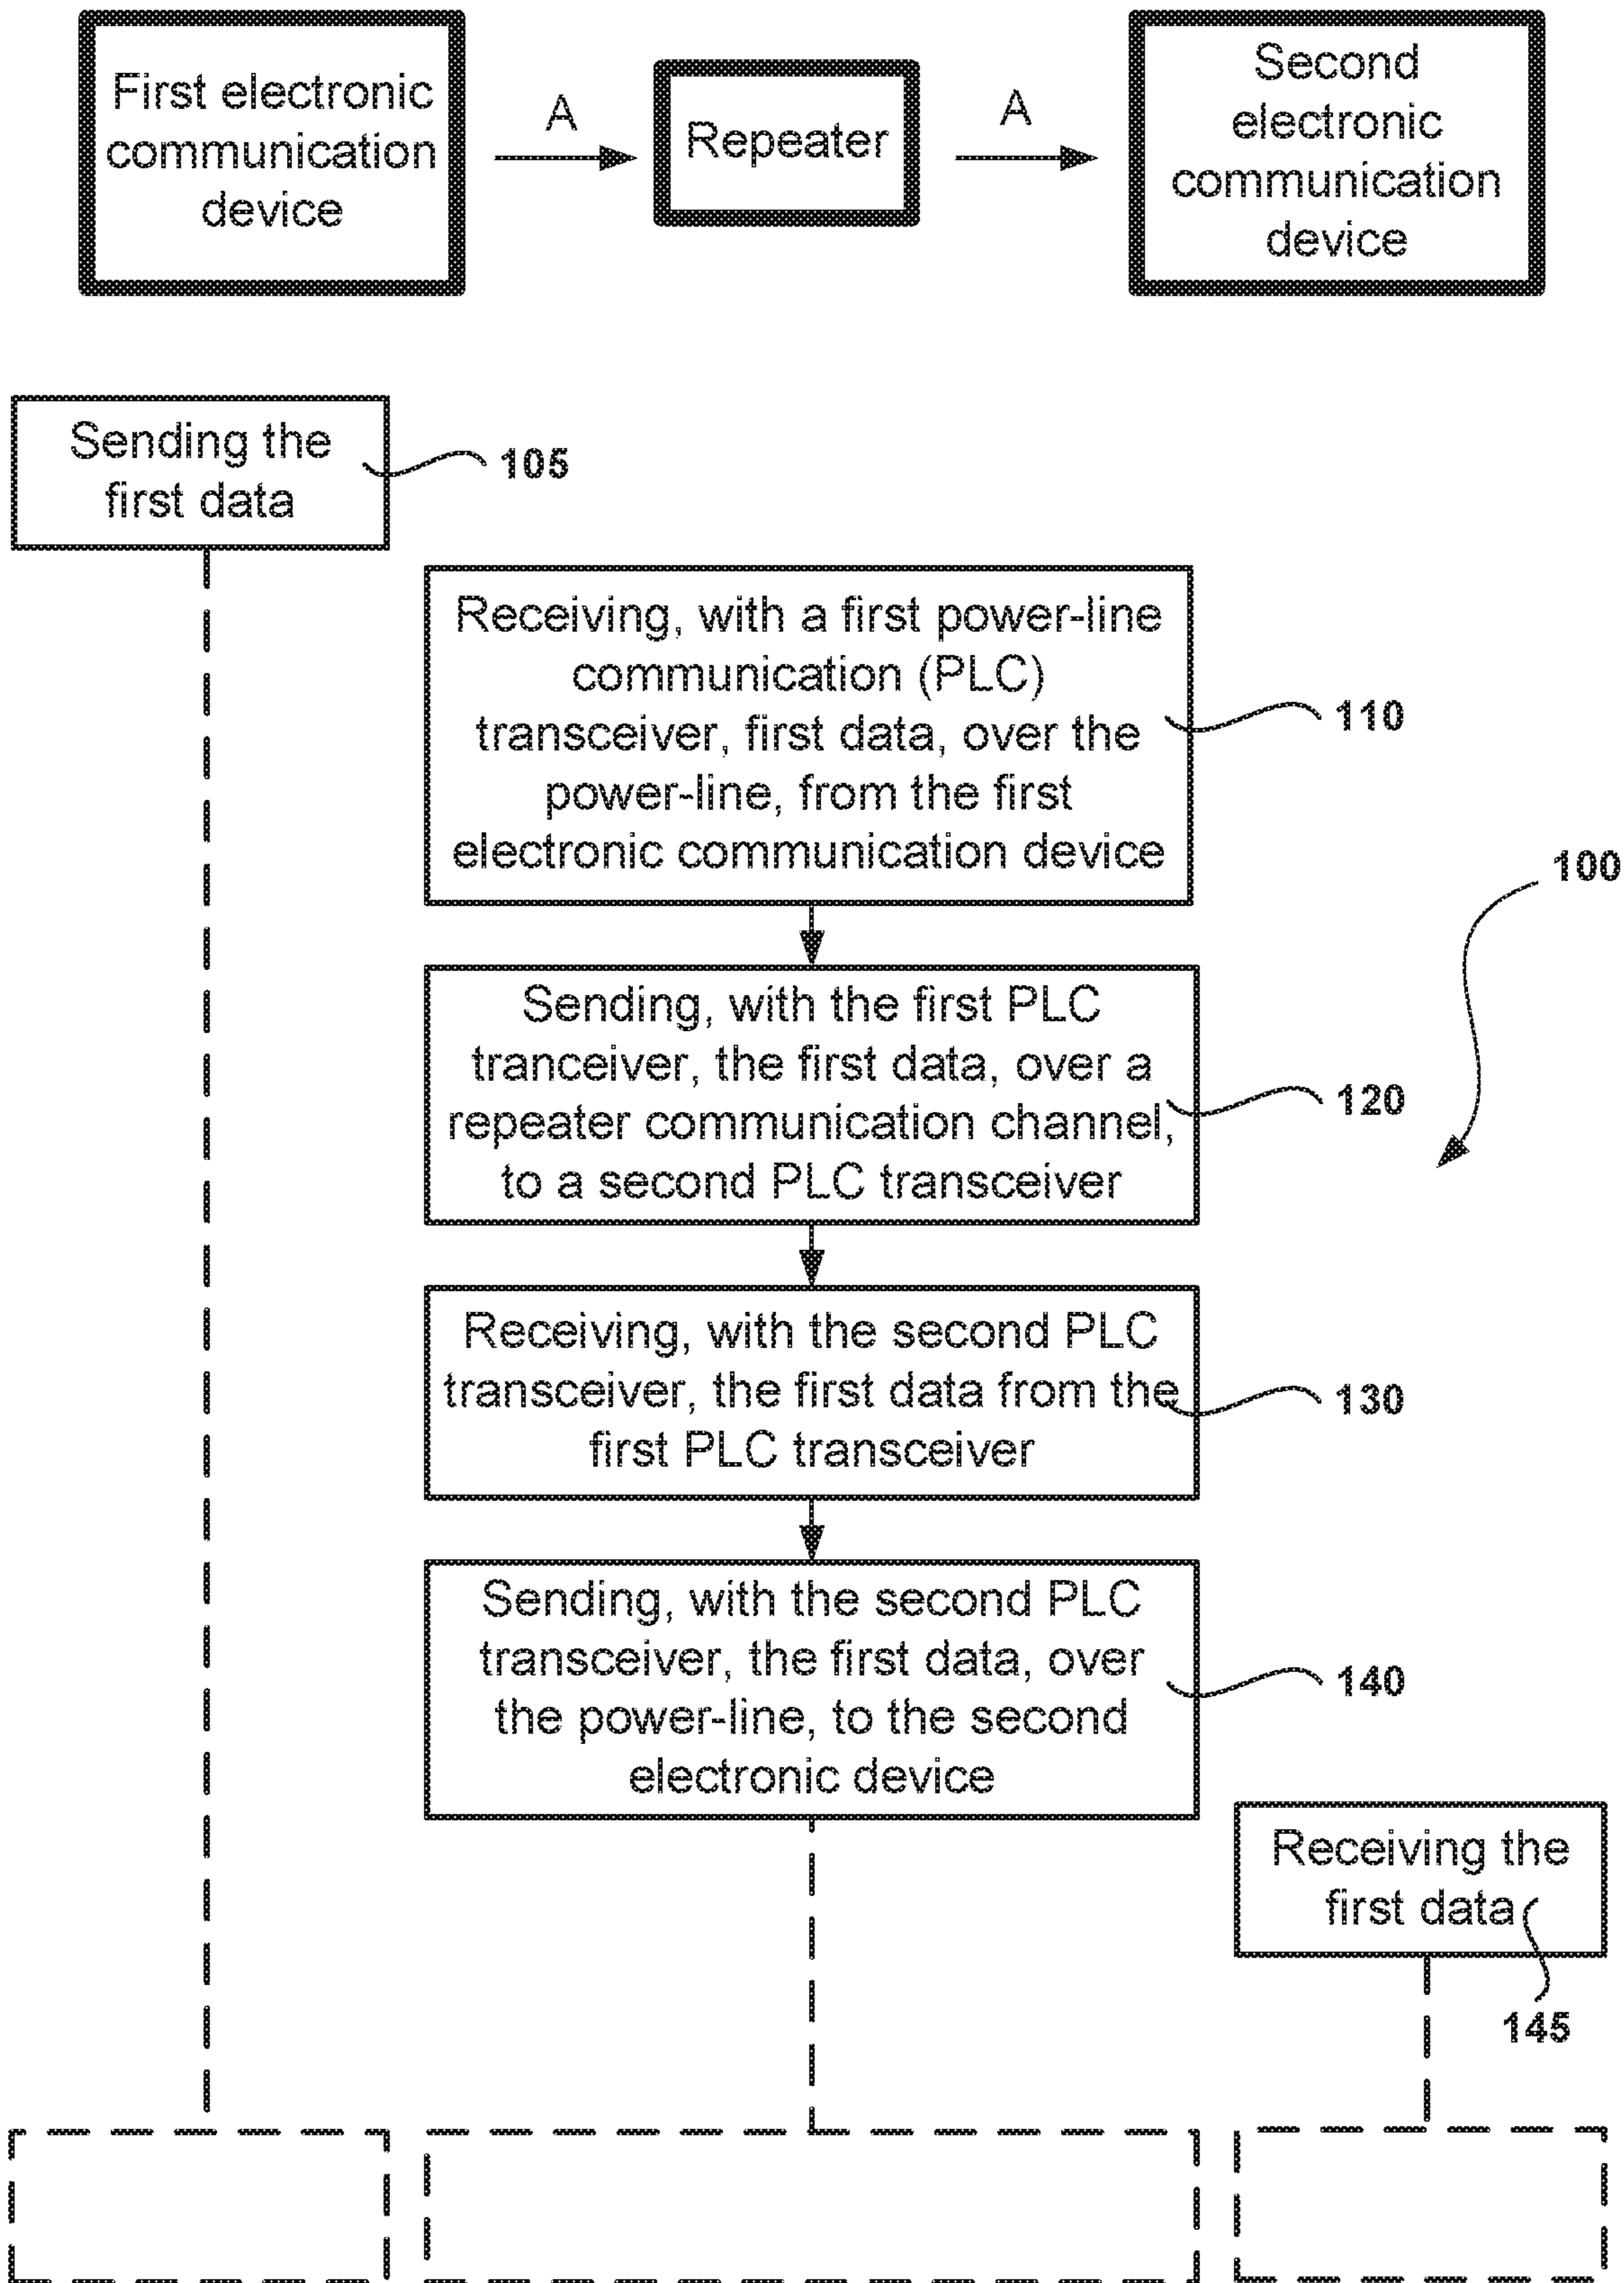 First electronic
communication
device
A
Repeater
A
Second
electronic
communication
device
Sending the
first data
105
Receiving, with a first power-line
communication (PLC)
transceiver, first data, over the
power-line, from the first
electronic communication device
110
100
Sending, with the first PLC
tranceiver, the first data, over a
repeater communication channel,
to a second PLC transceiver
120
Receiving, with the second PLC
transceiver, the first data from the
first PLC transceiver
130
Sending, with the second PLC
transceiver, the first data, over
the power-line, to the second
electronic device
140
Receiving the
first data
145